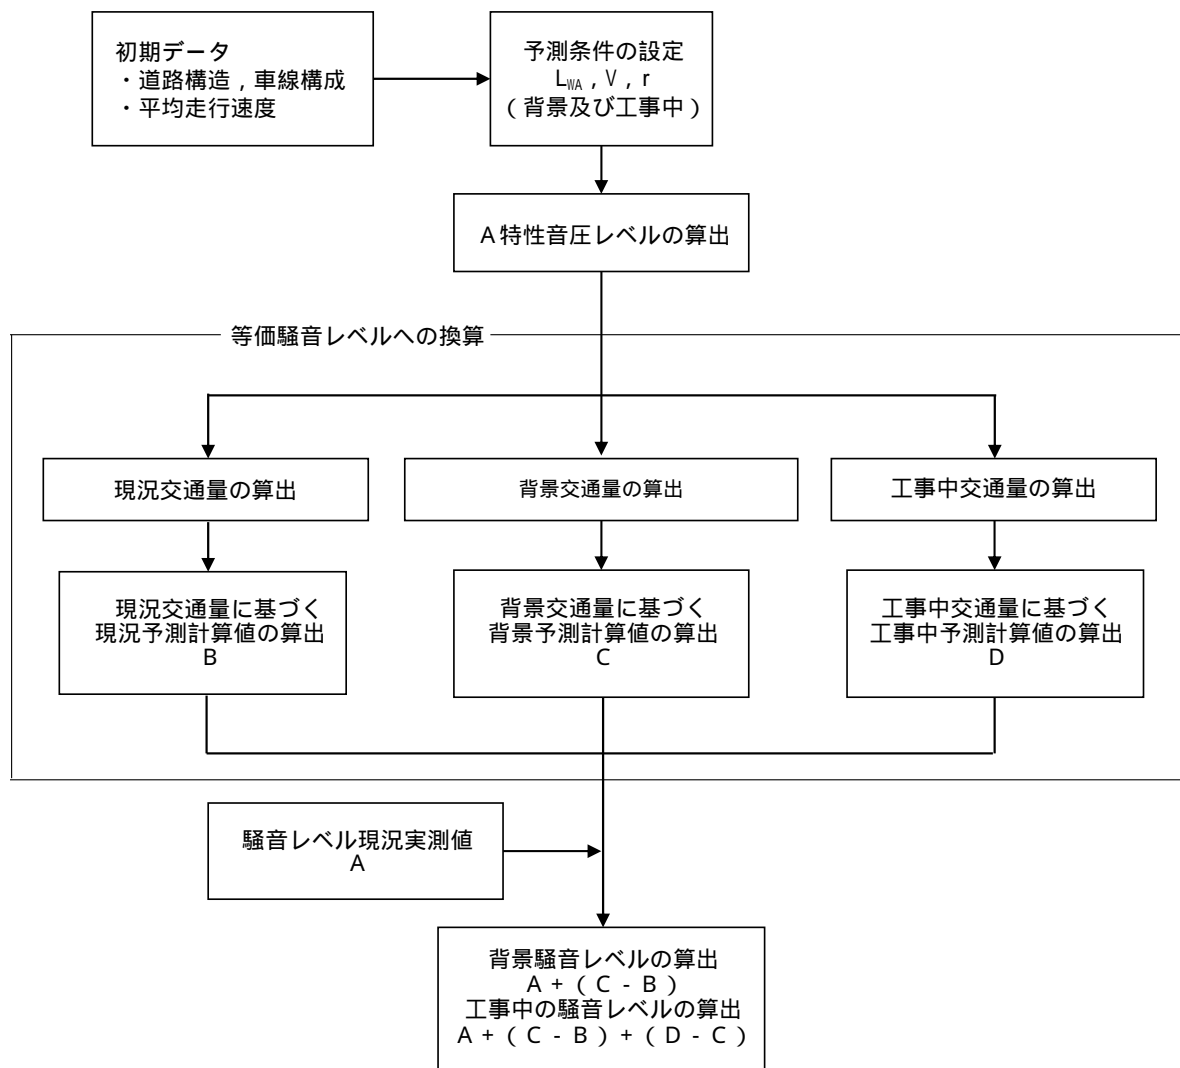 初期データ
・道路構造，車線構成
・平均走行速度
予測条件の設定
LWA，V，r
（背景及び工事中）
A特性音圧レベルの算出
等価騒音レベルへの換算
現況交通量の算出
背景交通量の算出
工事中交通量の算出
現況交通量に基づく
現況予測計算値の算出
B
背景交通量に基づく
背景予測計算値の算出
C
工事中交通量に基づく
工事中予測計算値の算出
D
騒音レベル現況実測値
A
背景騒音レベルの算出
A＋（C－B）
工事中の騒音レベルの算出
A＋（C－B）＋（D－C）